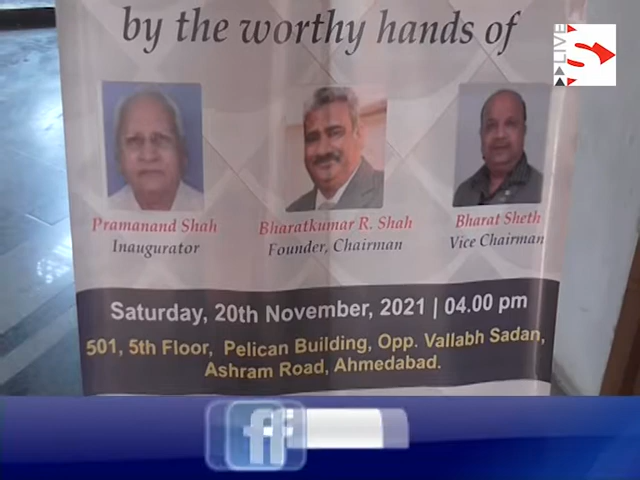 by the worthy hands of
LIVE
Pramanand Shah
Inaugurator
Bharatkumar R. Shah
Founder, Chairman
Bharat Sheth
Vice Chairman
Saturday, 20th November, 2021 | 04.00 pm
501, 5th Floor, Pelican Building, Opp. Vallabh Sadan,
Ashram Road, Ahmedabad.